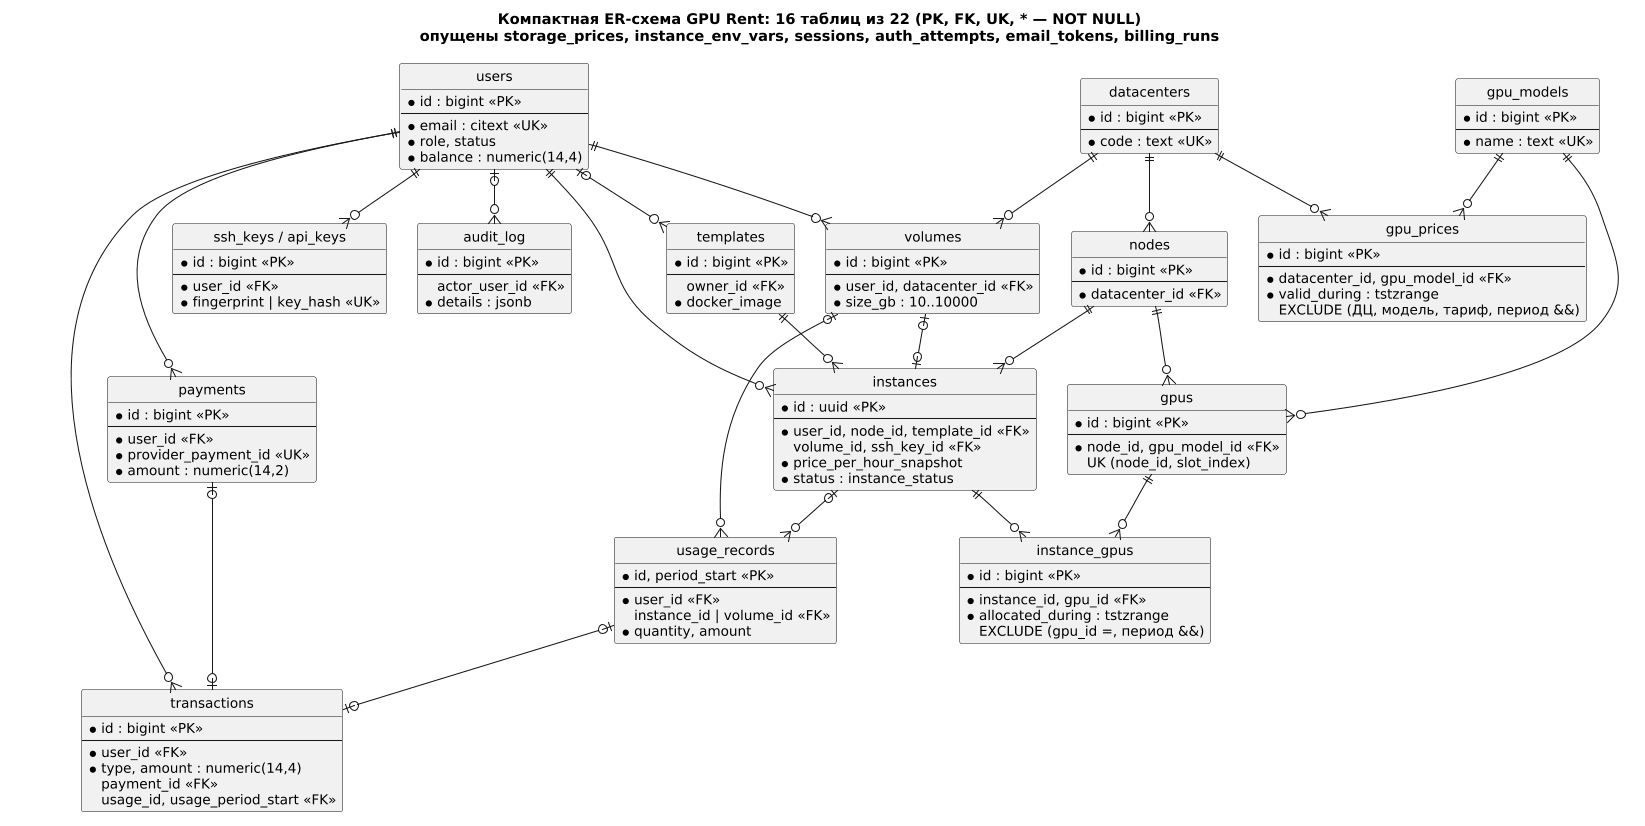 Компактная ER-схема GPU Rent: 16 таблиц из 22 (PK, FK, UK, * — NOT NULL)
опущены storage_prices, instance_env_vars, sessions, auth_attempts, email_tokens, billing_runs
users
id : bigint «PK»
email : citext «UK»
role, status
balance : numeric(14,4)
datacenters
id : bigint «PK»
code : text «UK»
gpu_models
id : bigint «PK»
name : text «UK»
ssh_keys / api_keys
id : bigint «PK»
user_id «FK»
fingerprint | key_hash «UK»
audit_log
id : bigint «PK»
actor_user_id «FK»
details : jsonb
templates
id : bigint «PK»
owner_id «FK»
docker_image
volumes
id : bigint «PK»
user_id, datacenter_id «FK»
size_gb : 10..10000
nodes
id : bigint «PK»
datacenter_id «FK»
gpu_prices
id : bigint «PK»
datacenter_id, gpu_model_id «FK»
valid_during : tstzrange
EXCLUDE (ДЦ, модель, тариф, период &&)
payments
id : bigint «PK»
user_id «FK»
provider_payment_id «UK»
amount : numeric(14,2)
instances
id : uuid «PK»
user_id, node_id, template_id «FK»
volume_id, ssh_key_id «FK»
price_per_hour_snapshot
status : instance_status
gpus
id : bigint «PK»
node_id, gpu_model_id «FK»
UK (node_id, slot_index)
usage_records
id, period_start «PK»
user_id «FK»
instance_id | volume_id «FK»
quantity, amount
instance_gpus
id : bigint «PK»
instance_id, gpu_id «FK»
allocated_during : tstzrange
EXCLUDE (gpu_id =, период &&)
transactions
id : bigint «PK»
user_id «FK»
type, amount : numeric(14,4)
payment_id «FK»
usage_id, usage_period_start «FK»